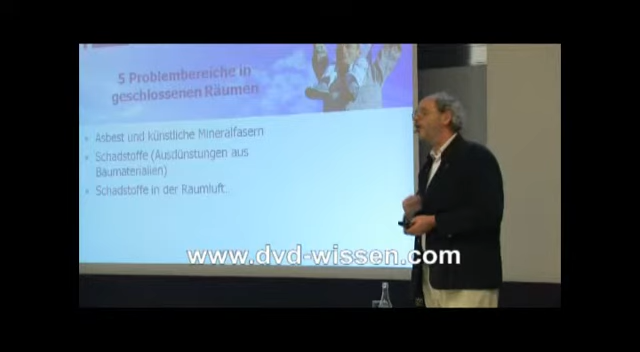 5 Problembereiche in
geschlossenen Räumen
Asbest und künstliche Mineralfasern
Schadstoffe (Ausdünstungen aus
Baumaterialien)
Schadstoffe in der Raumluft
www.dvd-wissen.com